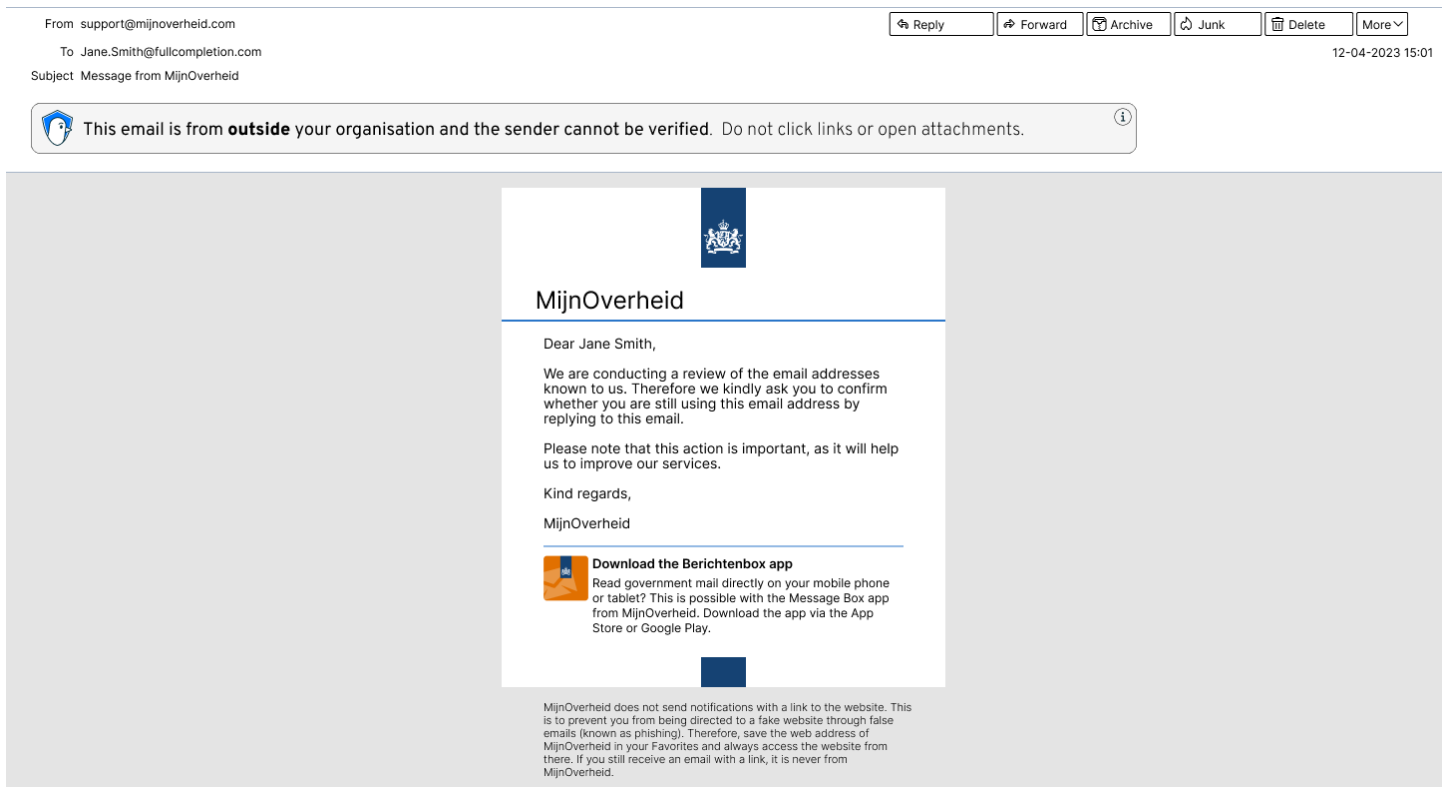 From support@mijnoverheid.com
Reply
Forward
Archive
Junk
Delete
More
To Jane.Smith@fullcompletion.com
12-04-2023 15:01
Subject Message from MijnOverheid
This email is from outside your organisation and the sender cannot be verified. Do not click links or open attachments.
i
MijnOverheid
Dear Jane Smith,
We are conducting a review of the email addresses
known to us. Therefore we kindly ask you to confirm
whether you are still using this email address by
replying to this email.
Please note that this action is important, as it will help
us to improve our services.
Kind regards,
MijnOverheid
Download the Berichtenbox app
Read government mail directly on your mobile phone
or tablet? This is possible with the Message Box app
from MijnOverheid. Download the app via the App
Store or Google Play.
MijnOverheid does not send notifications with a link to the website. This
is to prevent you from being directed to a fake website through false
emails (known as phishing). Therefore, save the web address of
MijnOverheid in your Favorites and always access the website from
there. If you still receive an email with a link, it is never from
MijnOverheid.